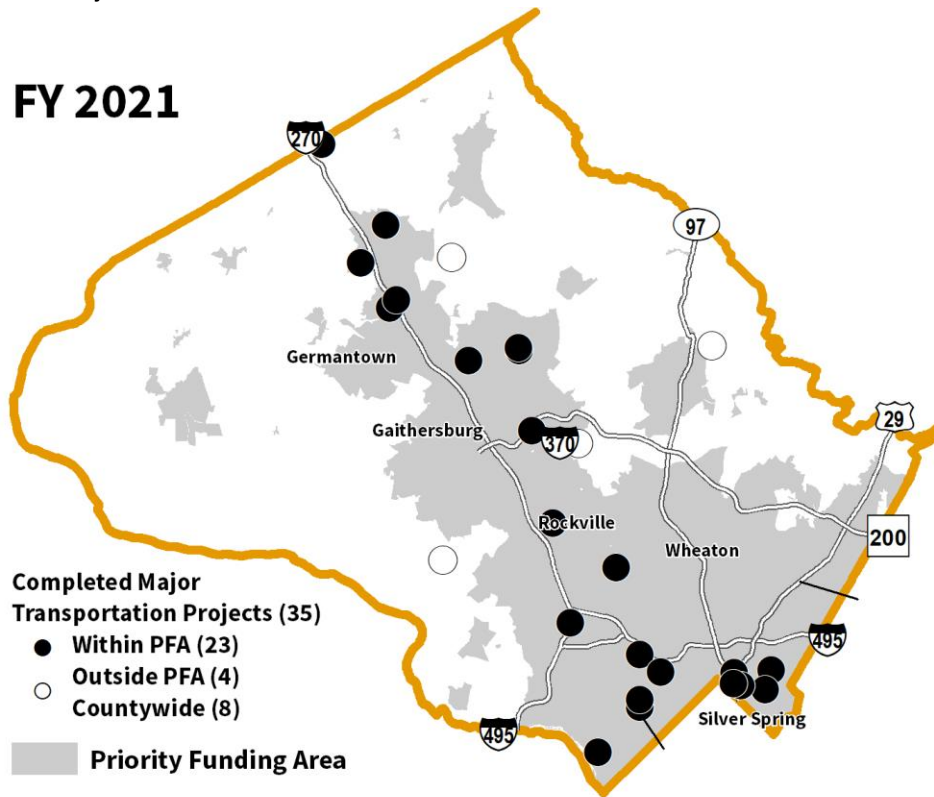 FY 2021
270
97
Germantown
29
Gaithersburg
370
Rockville
Wheaton
200
Completed Major
Transportation Projects (35)
Within PFA (23)
Outside PFA (4)
Countywide (8)
495
Silver Spring
495
Priority Funding Area